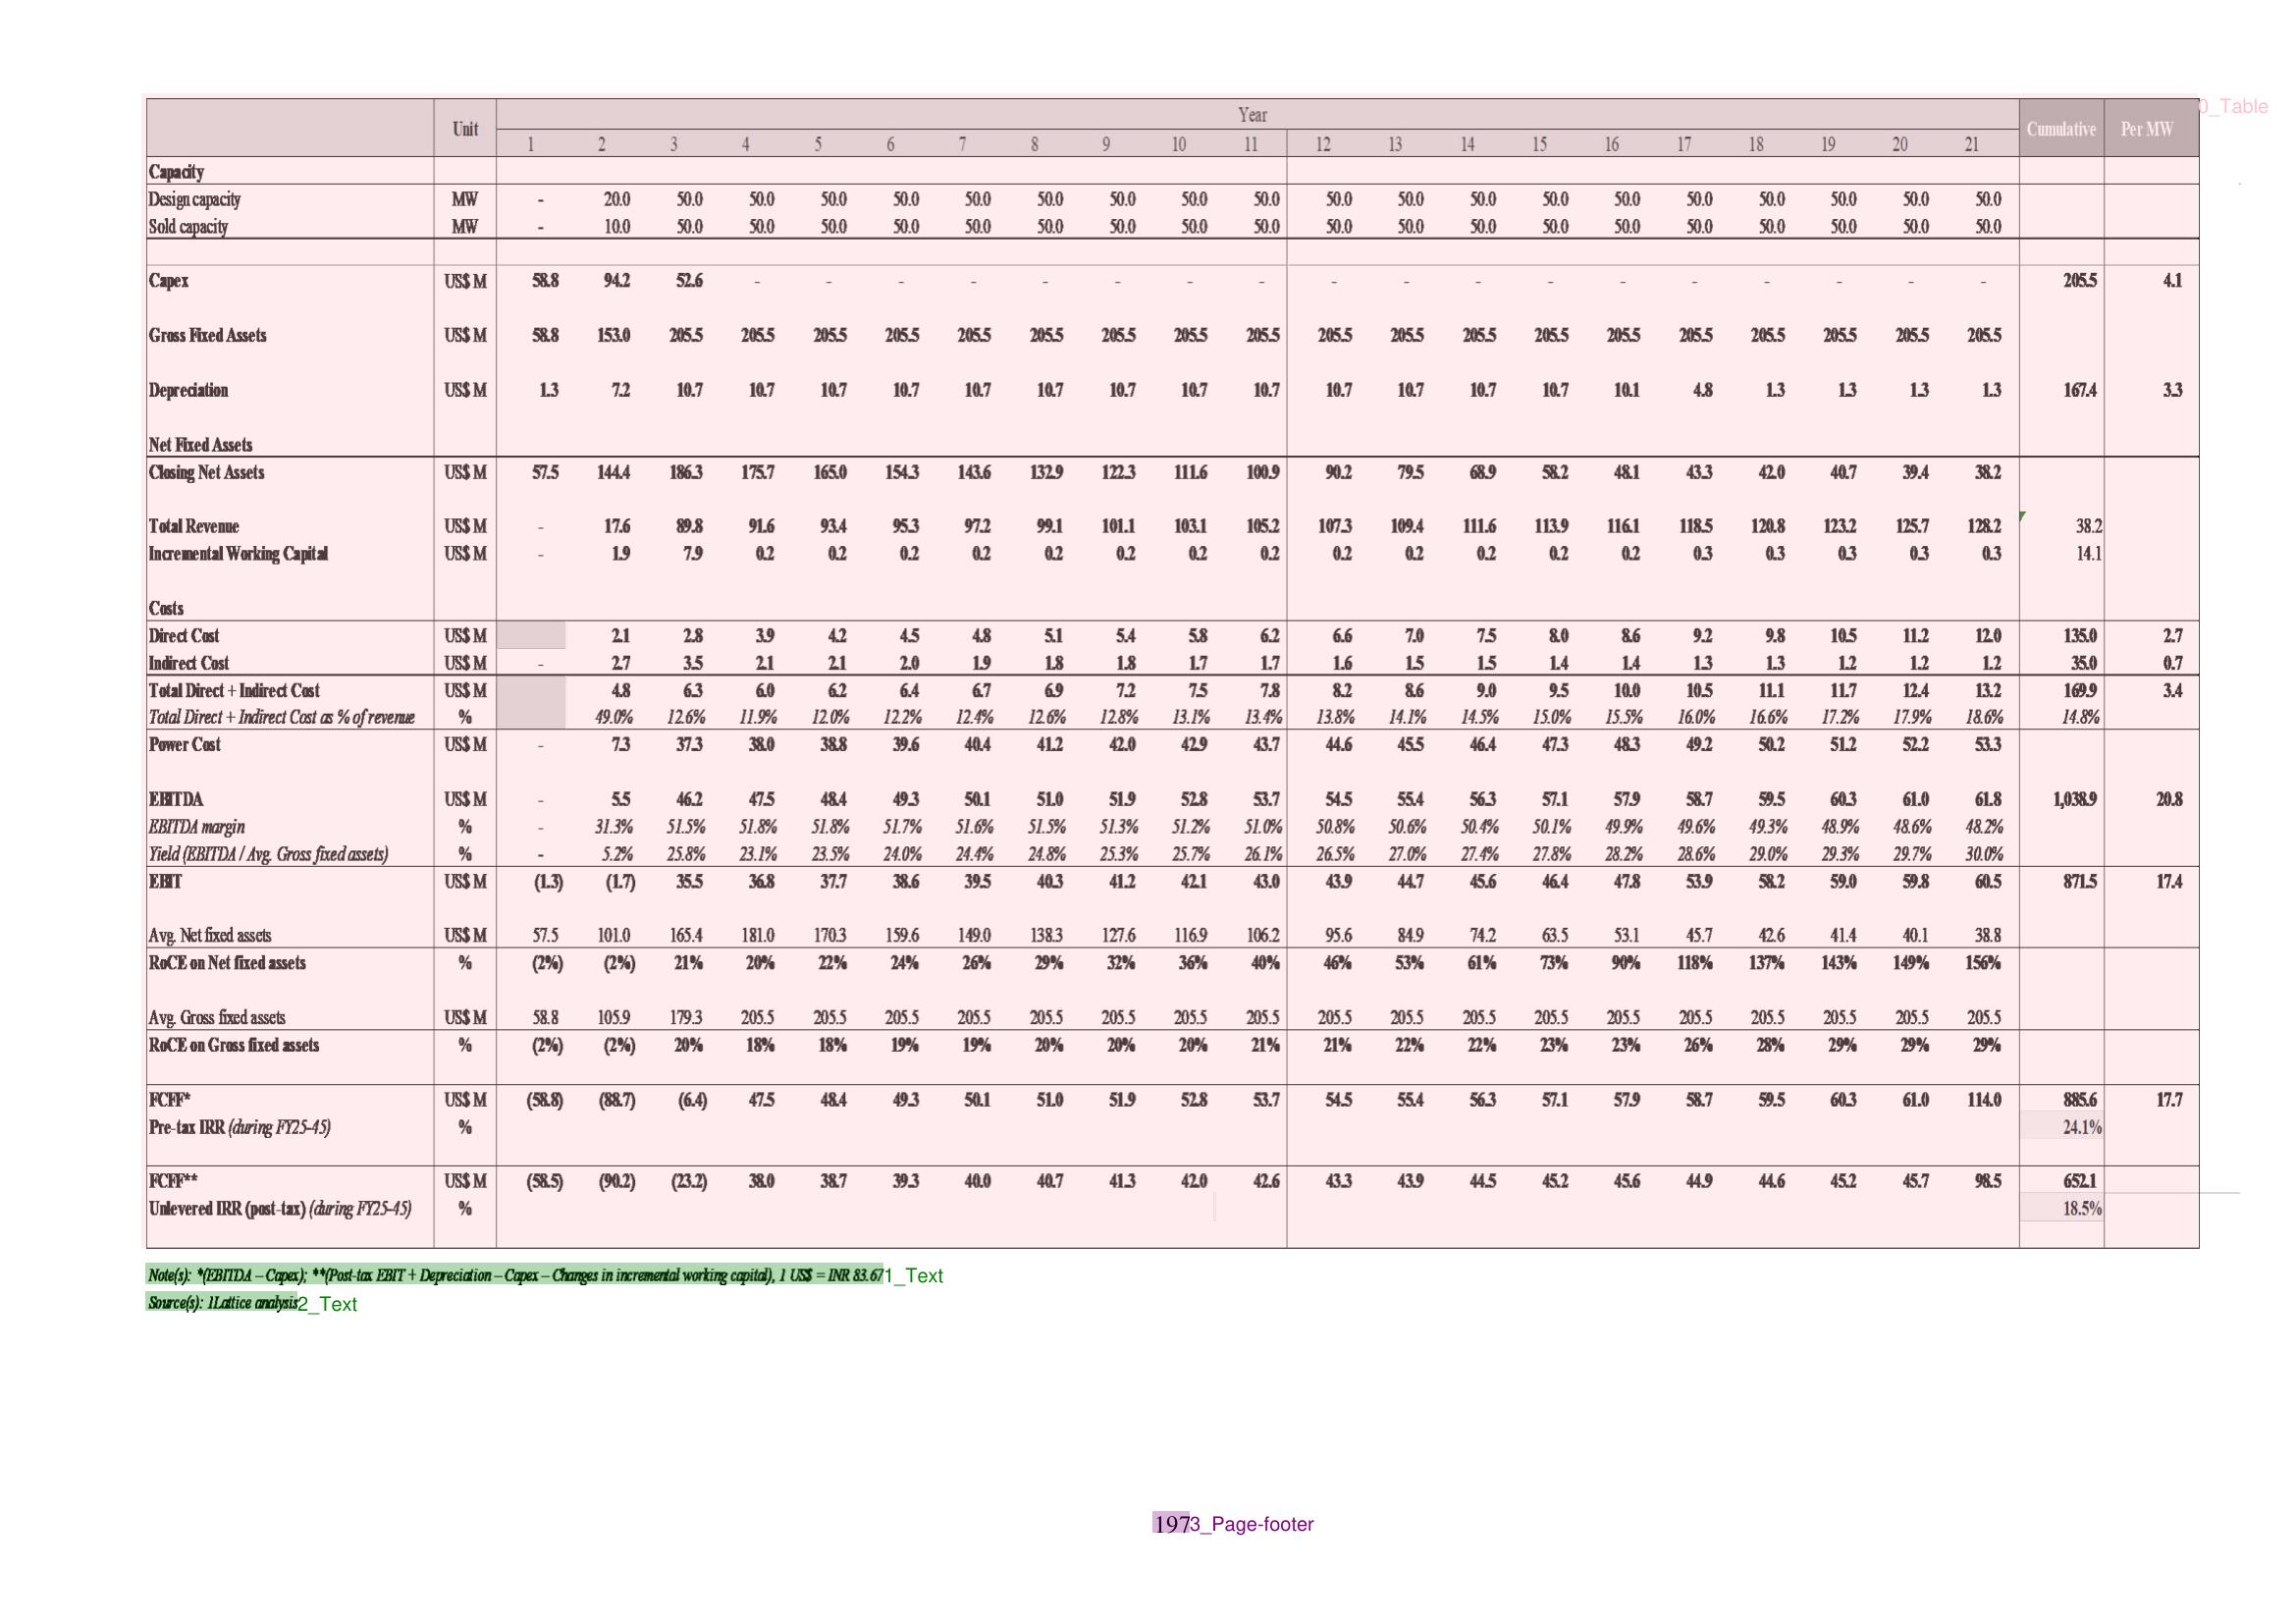 Unit Year Cumulative Per MW
1 2 3 4 5 6 7 8 9 10 11 12 13 14 15 16 17 18 19 20 21
0_Table
Capacity
Design capacity MW - 20.0 50.0 50.0 50.0 50.0 50.0 50.0 50.0 50.0 50.0 50.0 50.0 50.0 50.0 50.0 50.0 50.0 50.0 50.0 50.0
Sold capacity MW - 10.0 50.0 50.0 50.0 50.0 50.0 50.0 50.0 50.0 50.0 50.0 50.0 50.0 50.0 50.0 50.0 50.0 50.0 50.0 50.0
Capex US$ M 58.8 94.2 52.6 - - - - - - - - - - - - - - - - - - 205.5 4.1
Gross Fixed Assets US$ M 58.8 153.0 205.5 205.5 205.5 205.5 205.5 205.5 205.5 205.5 205.5 205.5 205.5 205.5 205.5 205.5 205.5 205.5 205.5 205.5 205.5
Depreciation US$ M 1.3 7.2 10.7 10.7 10.7 10.7 10.7 10.7 10.7 10.7 10.7 10.7 10.7 10.7 10.7 10.1 4.8 1.3 1.3 1.3 1.3 167.4 3.3
Net Fixed Assets
Closing Net Assets US$ M 57.5 144.4 186.3 175.7 165.0 154.3 143.6 132.9 122.3 111.6 100.9 90.2 79.5 68.9 58.2 48.1 43.3 42.0 40.7 39.4 38.2
Total Revenue US$ M - 17.6 89.8 91.6 93.4 95.3 97.2 99.1 101.1 103.1 105.2 107.3 109.4 111.6 113.9 116.1 118.5 120.8 123.2 125.7 128.2 38.2
Incremental Working Capital US$ M - 1.9 7.9 0.2 0.2 0.2 0.2 0.2 0.2 0.2 0.2 0.2 0.2 0.2 0.2 0.2 0.3 0.3 0.3 0.3 0.3 14.1
Costs
Direct Cost US$ M 2.1 2.8 3.9 4.2 4.5 4.8 5.1 5.4 5.8 6.2 6.6 7.0 7.5 8.0 8.6 9.2 9.8 10.5 11.2 12.0 135.0 2.7
Indirect Cost US$ M - 2.7 3.5 2.1 2.1 2.0 1.9 1.8 1.8 1.7 1.7 1.6 1.5 1.5 1.4 1.4 1.3 1.3 1.2 1.2 1.2 35.0 0.7
Total Direct + Indirect Cost US$ M 4.8 6.3 6.0 6.2 6.4 6.7 6.9 7.2 7.5 7.8 8.2 8.6 9.0 9.5 10.0 10.5 11.1 11.7 12.4 13.2 169.9 3.4
Total Direct + Indirect Cost as % of revenue % 49.0% 12.6% 11.9% 12.0% 12.2% 12.4% 12.6% 12.8% 13.1% 13.4% 13.8% 14.1% 14.5% 15.0% 15.5% 16.0% 16.6% 17.2% 17.9% 18.6% 14.8%
Power Cost US$ M - 7.3 37.3 38.0 38.8 39.6 40.4 41.2 42.0 42.9 43.7 44.6 45.5 46.4 47.3 48.3 49.2 50.2 51.2 52.2 53.3
EBITDA US$ M - 5.5 46.2 47.5 48.4 49.3 50.1 51.0 51.9 52.8 53.7 54.5 55.4 56.3 57.1 57.9 58.7 59.5 60.3 61.0 61.8 1,038.9 20.8
EBITDA margin % - 31.3% 51.5% 51.8% 51.8% 51.7% 51.6% 51.5% 51.3% 51.2% 51.0% 50.8% 50.6% 50.4% 50.1% 49.9% 49.6% 49.3% 48.9% 48.6% 48.2%
Yield (EBITDA / Avg. Gross fixed assets) % - 5.2% 25.8% 23.1% 23.5% 24.0% 24.4% 24.8% 25.3% 25.7% 26.1% 26.5% 27.0% 27.4% 27.8% 28.2% 28.6% 29.0% 29.3% 29.7% 30.0%
EBIT US$ M (1.3) (1.7) 35.5 36.8 37.7 38.6 39.5 40.3 41.2 42.1 43.0 43.9 44.7 45.6 46.4 47.8 53.9 58.2 59.0 59.8 60.5 871.5 17.4
Avg. Net fixed assets US$ M 57.5 101.0 165.4 181.0 170.3 159.6 149.0 138.3 127.6 116.9 106.2 95.6 84.9 74.2 63.5 53.1 45.7 42.6 41.4 40.1 38.8
RoCE on Net fixed assets % (2%) (2%) 21% 20% 22% 24% 26% 29% 32% 36% 40% 46% 53% 61% 73% 90% 118% 137% 143% 149% 156%
Avg. Gross fixed assets US$ M 58.8 105.9 179.3 205.5 205.5 205.5 205.5 205.5 205.5 205.5 205.5 205.5 205.5 205.5 205.5 205.5 205.5 205.5 205.5 205.5 205.5
RoCE on Gross fixed assets % (2%) (2%) 20% 18% 18% 19% 19% 20% 20% 20% 21% 21% 22% 22% 23% 23% 26% 28% 29% 29% 29%
FCFF* US$ M (58.8) (88.7) (6.4) 47.5 48.4 49.3 50.1 51.0 51.9 52.8 53.7 54.5 55.4 56.3 57.1 57.9 58.7 59.5 60.3 61.0 114.0 885.6 17.7
Pre-tax IRR (during FY25-45) % 24.1%
FCFF** US$ M (58.5) (90.2) (23.2) 38.0 38.7 39.3 40.0 40.7 41.3 42.0 42.6 43.3 43.9 44.5 45.2 45.6 44.9 44.6 45.2 45.7 98.5 652.1
Unlevered IRR (post-tax) (during FY25-45) % 18.5%
Note(s): *(EBITDA – Capex); **(Post-tax EBIT + Depreciation – Capex – Changes in incremental working capital), 1 US$ = INR 83.67 1_Text
Source(s): 1Lattice analysis 2_Text
197 3_Page-footer